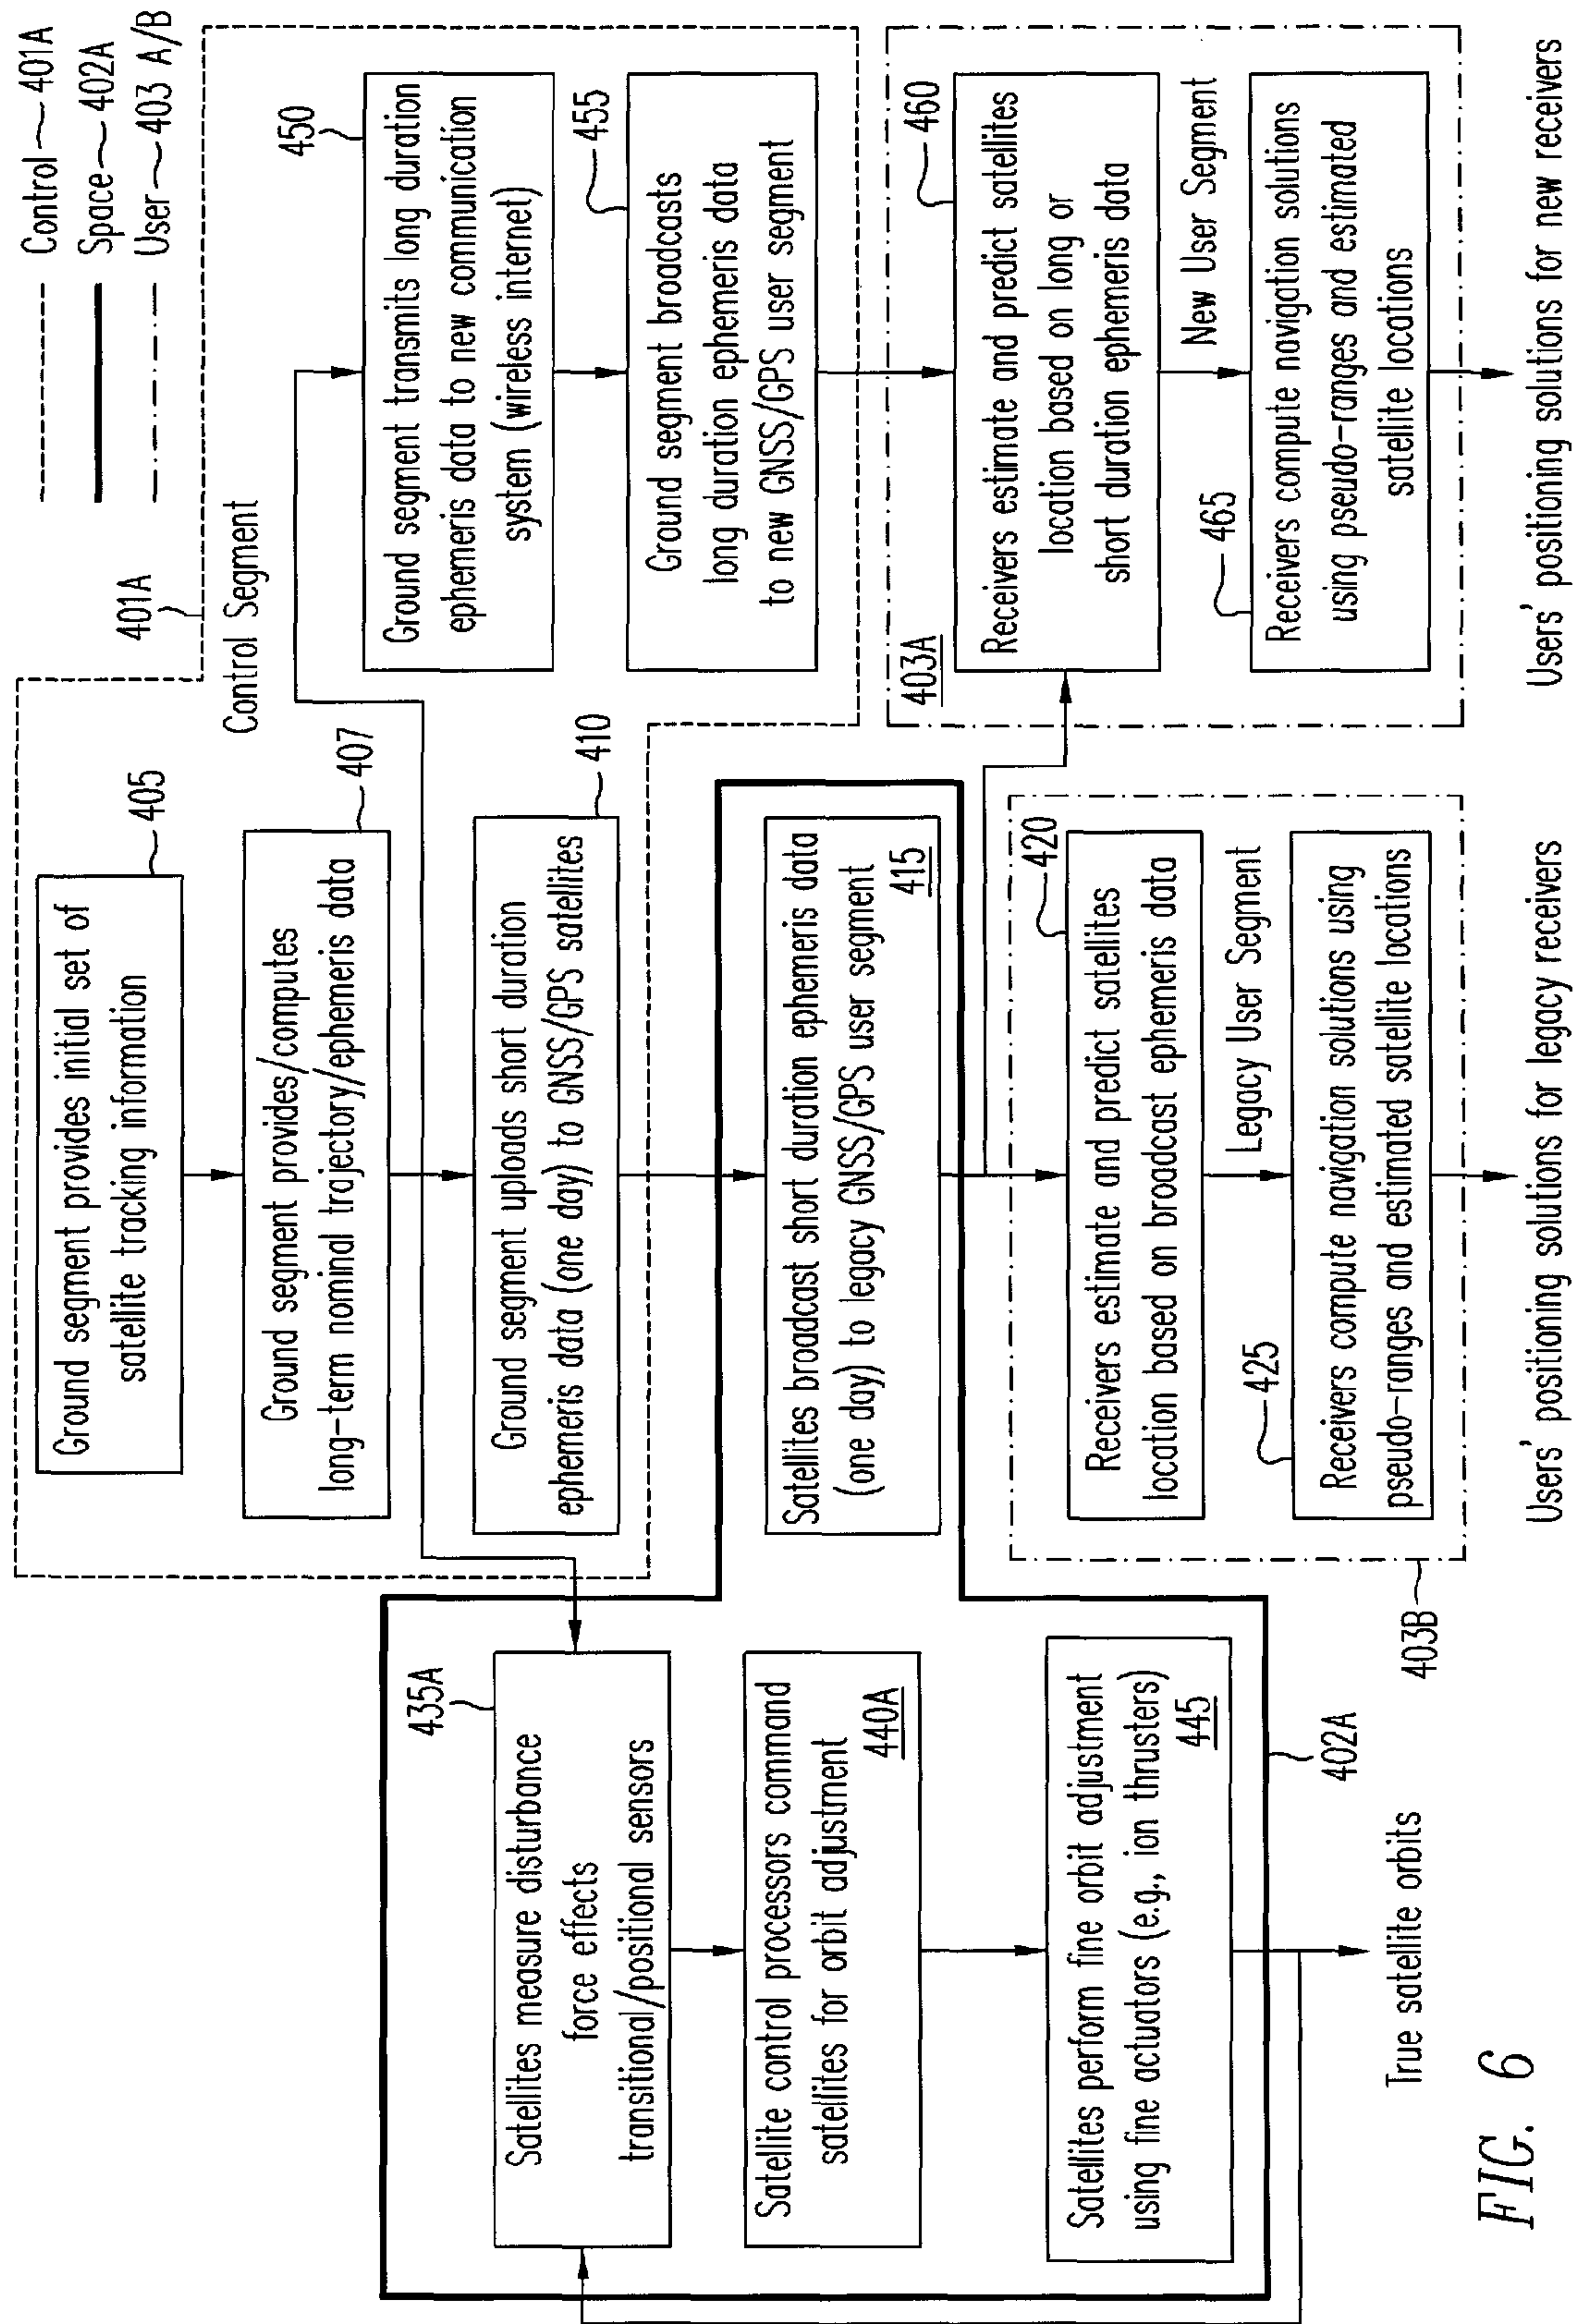 Control 401A
Space 402A
User 403 A/B
401A
Control Segment
Ground segment provides initial set of
satellite tracking information
405
Ground segment provides/computes
long-term nominal trajectory/ephemeris data
407
Ground segment uploads short duration
ephemeris data (one day) to GNSS/GPS satellites
410
Ground segment transmits long duration
ephemeris data to new communication
system (wireless internet)
450
Ground segment broadcasts
long duration ephemeris data
to new GNSS/GPS user segment
455
Satellites measure disturbance
force effects
transitional/positional sensors
435A
Satellite control processors command
satellites for orbit adjustment
440A
Satellites perform fine orbit adjustment
using fine actuators (e.g., ion thrusters)
445
402A
True satellite orbits
Satellites broadcast short duration ephemeris data
(one day) to legacy GNSS/GPS user segment
415
420
Receivers estimate and predict satellites
location based on broadcast ephemeris data
Legacy User Segment
425
Receivers compute navigation solutions using
pseudo-ranges and estimated satellite locations
403B
Users' positioning solutions for legacy receivers
403A
460
Receivers estimate and predict satellites
location based on long or
short duration ephemeris data
New User Segment
465
Receivers compute navigation solutions
using pseudo-ranges and estimated
satellite locations
Users' positioning solutions for new receivers
FIG. 6